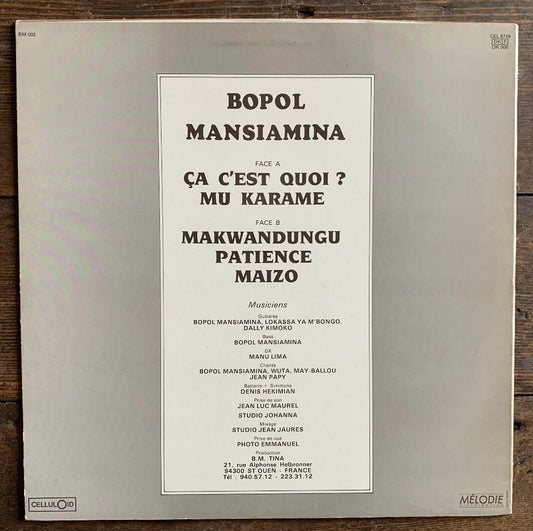 BM 002
CEL 6749
DK 006
BOPOL
MANSIAMINA
FACE A
ÇA C'EST QUOI ?
MU KARAME
FACE B
MAKWANDUNGU
PATIENCE
MAIZO
Musiciens
Guitares
BOPOL MANSIAMINA, LOKASSA YA M'BONGO,
DALLY KIMOKO
Bass
BOPOL MANSIAMINA
DX
MANU LIMA
Chants
BOPOL MANSIAMINA, WUTA, MAY-BALLOU
JEAN PAPY
Batterie + Simmons
DENIS HEKIMIAN
Prise de son
JEAN LUC MAUREL
STUDIO JOHANNA
Mixage
STUDIO JEAN JAURES
Prise de vue
PHOTO EMMANUEL
Production
B.M. TINA
21, rue Alphonse Helbronner
94300 ST OUEN - FRANCE
Tél : 940.57.12 - 223.31.12
CELLULOID
MÉLODIE